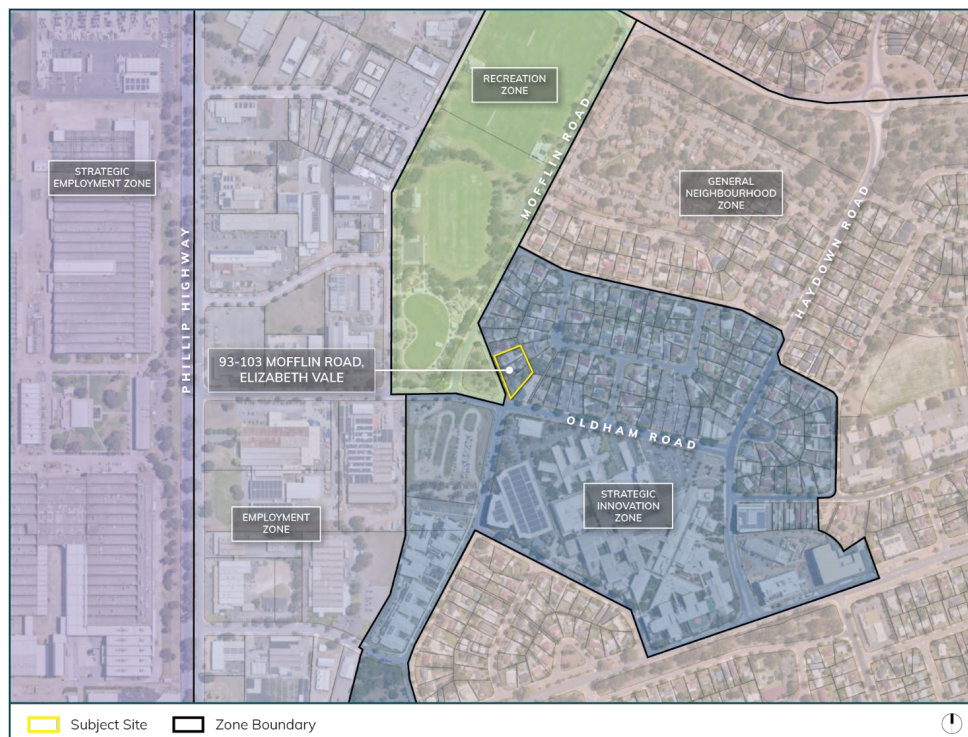 RECREATION
ZONE
MOFFLIN ROAD
STRATEGIC
EMPLOYMENT ZONE
GENERAL
NEIGHBOURHOOD
ZONE
HAYDOWN ROAD
PHILLIP HIGHWAY
93-103 MOFFLIN ROAD,
ELIZABETH VALE
OLDHAM ROAD
STRATEGIC
INNOVATION
ZONE
EMPLOYMENT
ZONE
Subject Site
Zone Boundary